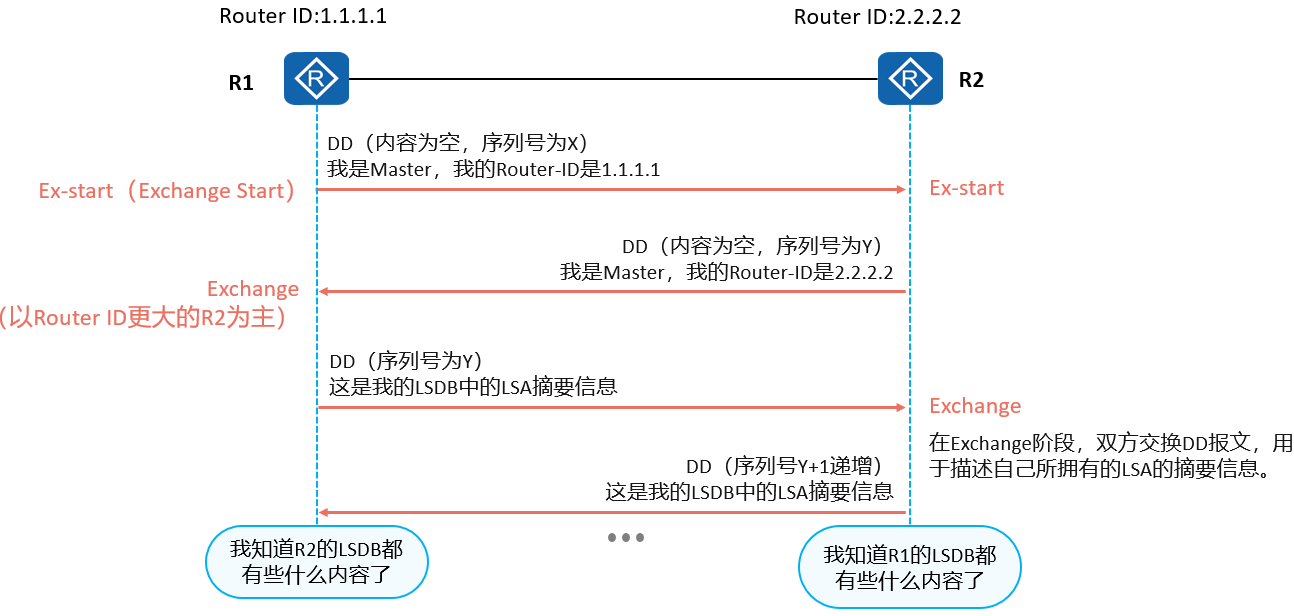 Router ID:1.1.1.1
Router ID:2.2.2.2
R1
R
R
R2
DD（内容为空，序列号为X）
我是Master，我的Router-ID是1.1.1.1
Ex-start（Exchange Start）
Ex-start
DD（内容为空，序列号为Y）
我是Master，我的Router-ID是2.2.2.2
Exchange
（以Router ID更大的R2为主）
DD（序列号为Y）
这是我的LSDB中的LSA摘要信息
Exchange
在Exchange阶段，双方交换DD报文，用
于描述自己所拥有的LSA的摘要信息。
DD（序列号Y+1递增）
这是我的LSDB中的LSA摘要信息
我知道R2的LSDB都
有些什么内容了
我知道R1的LSDB都
有些什么内容了